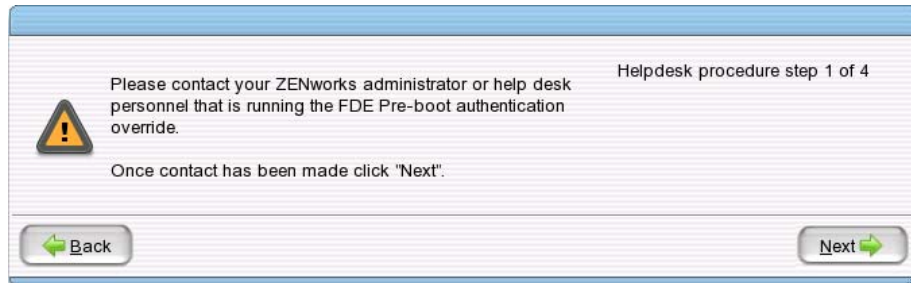 Helpdesk procedure step 1 of 4
Please contact your ZENworks administrator or help desk
personnel that is running the FDE Pre-boot authentication
override.
Once contact has been made click "Next".
Back
Next